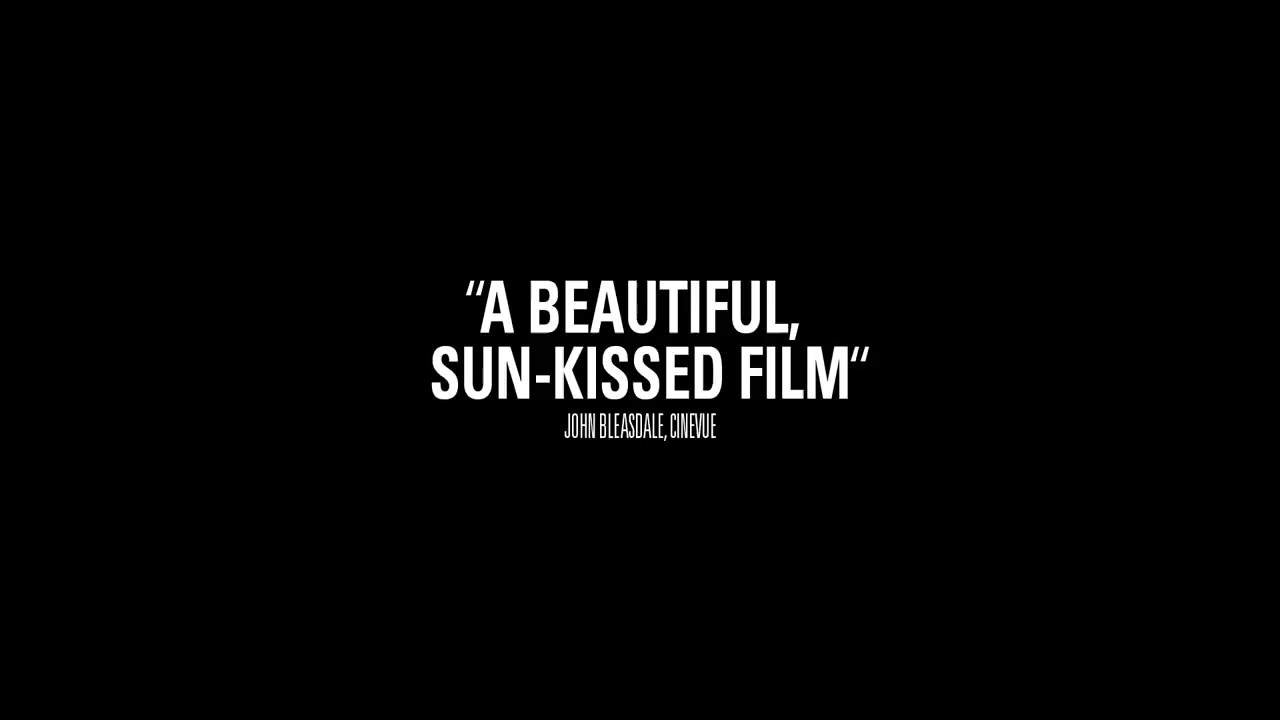 “A BEAUTIFUL,
SUN-KISSED FILM“
JOHN BLEASDALE, CINEVUE